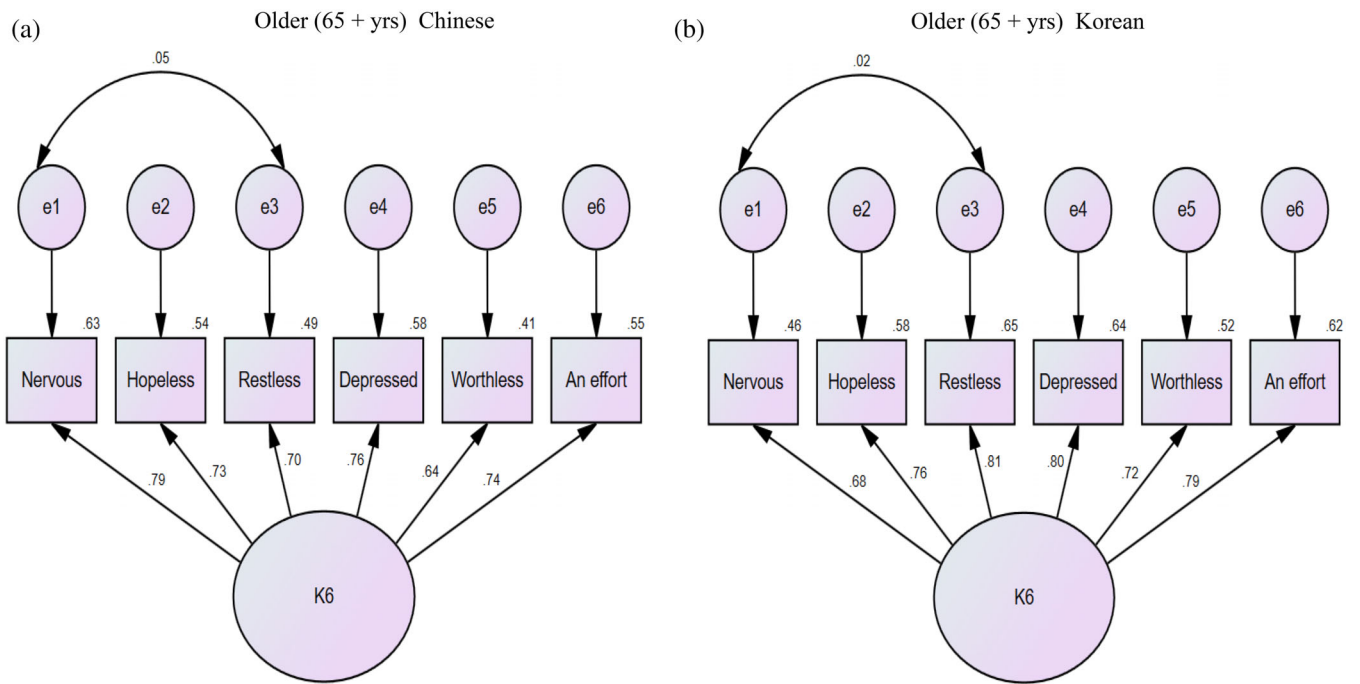 (a)
Older (65 + yrs) Chinese
.05
e1 e2 e3 e4 e5 e6
.63 .54 .49 .58 .41 .55
Nervous Hopeless Restless Depressed Worthless An effort
.79 .73 .70 .76 .64 .74
K6
(b)
Older (65 + yrs) Korean
.02
e1 e2 e3 e4 e5 e6
.46 .58 .65 .64 .52 .62
Nervous Hopeless Restless Depressed Worthless An effort
.68 .76 .81 .80 .72 .79
K6